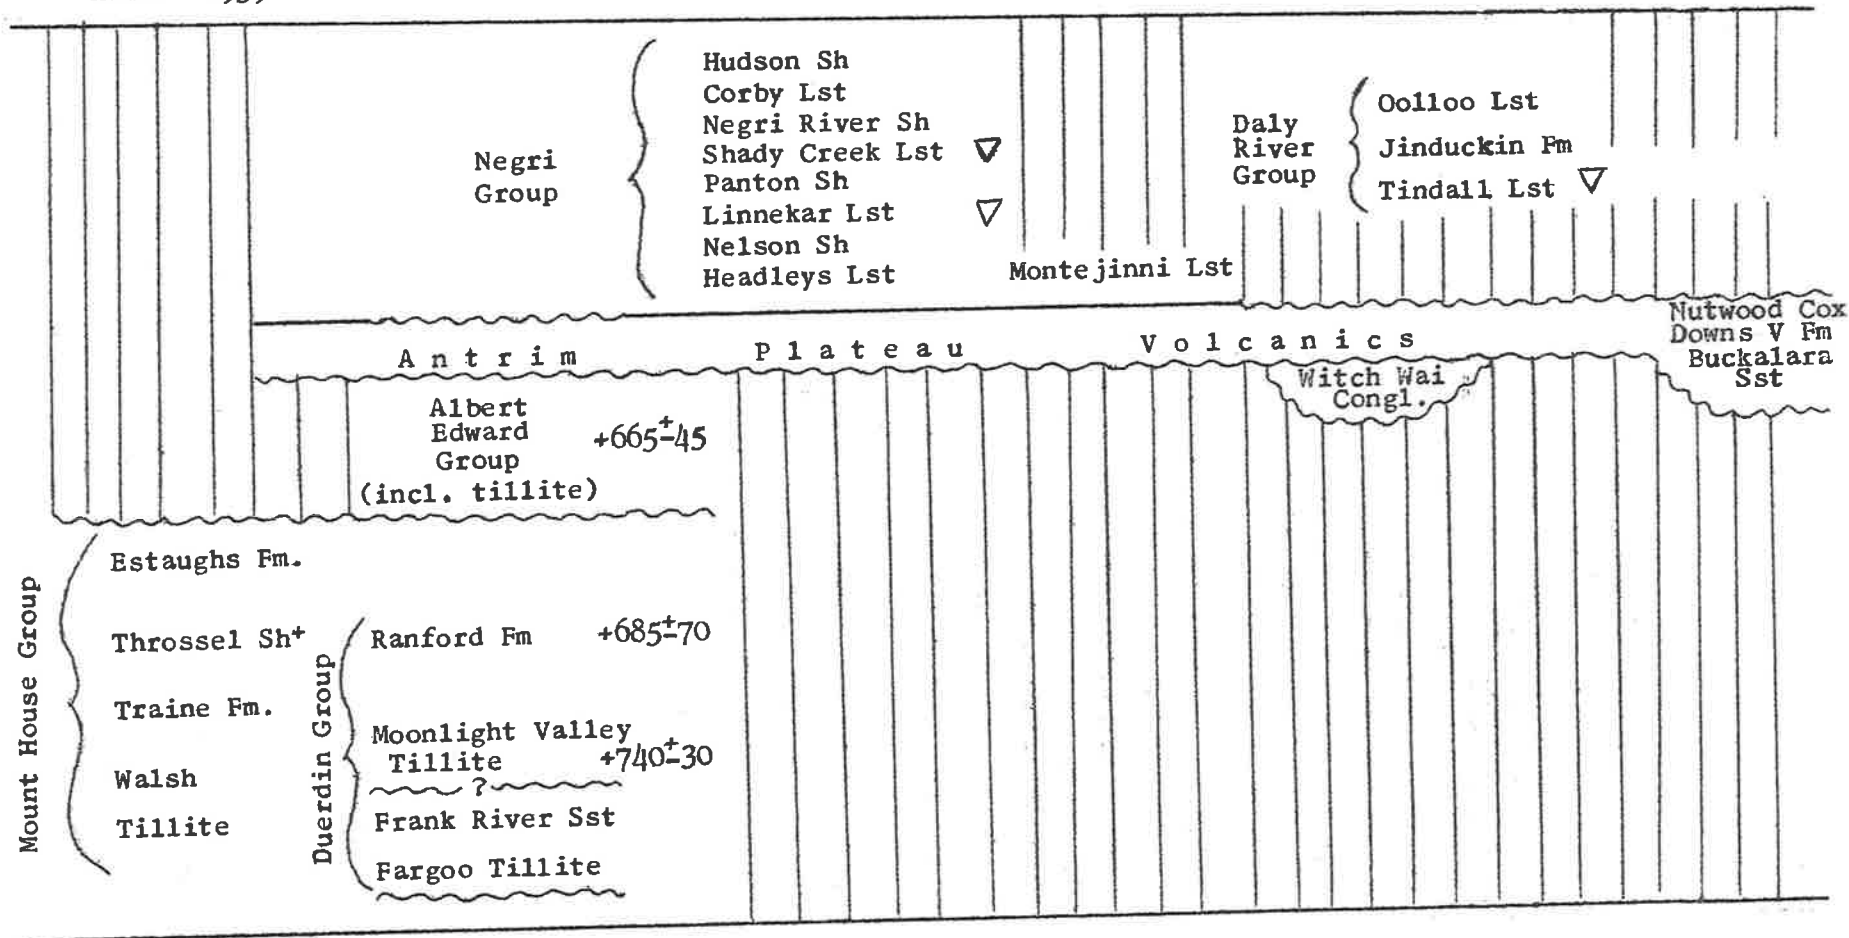 Negri
Group
Hudson Sh
Corby Lst
Negri River Sh
Shady Creek Lst
Panton Sh
Linnekar Lst
Nelson Sh
Headleys Lst
Montejinni Lst
Daly
River
Group
Oolloo Lst
Jinduckin Fm
Tindall Lst
Antrim Plateau Volcanics
Nutwood Cox
Downs V Fm
Buckalara
Sst
Witch Wai
Congl.
Albert
Edward
Group
(incl. tillite)
+665±45
Mount House Group
Estaughs Fm.
Throssel Sh+
Traine Fm.
Walsh
Tillite
Duerdin Group
Ranford Fm +685±70
Moonlight Valley
Tillite +740±30
?
Frank River Sst
Fargoo Tillite